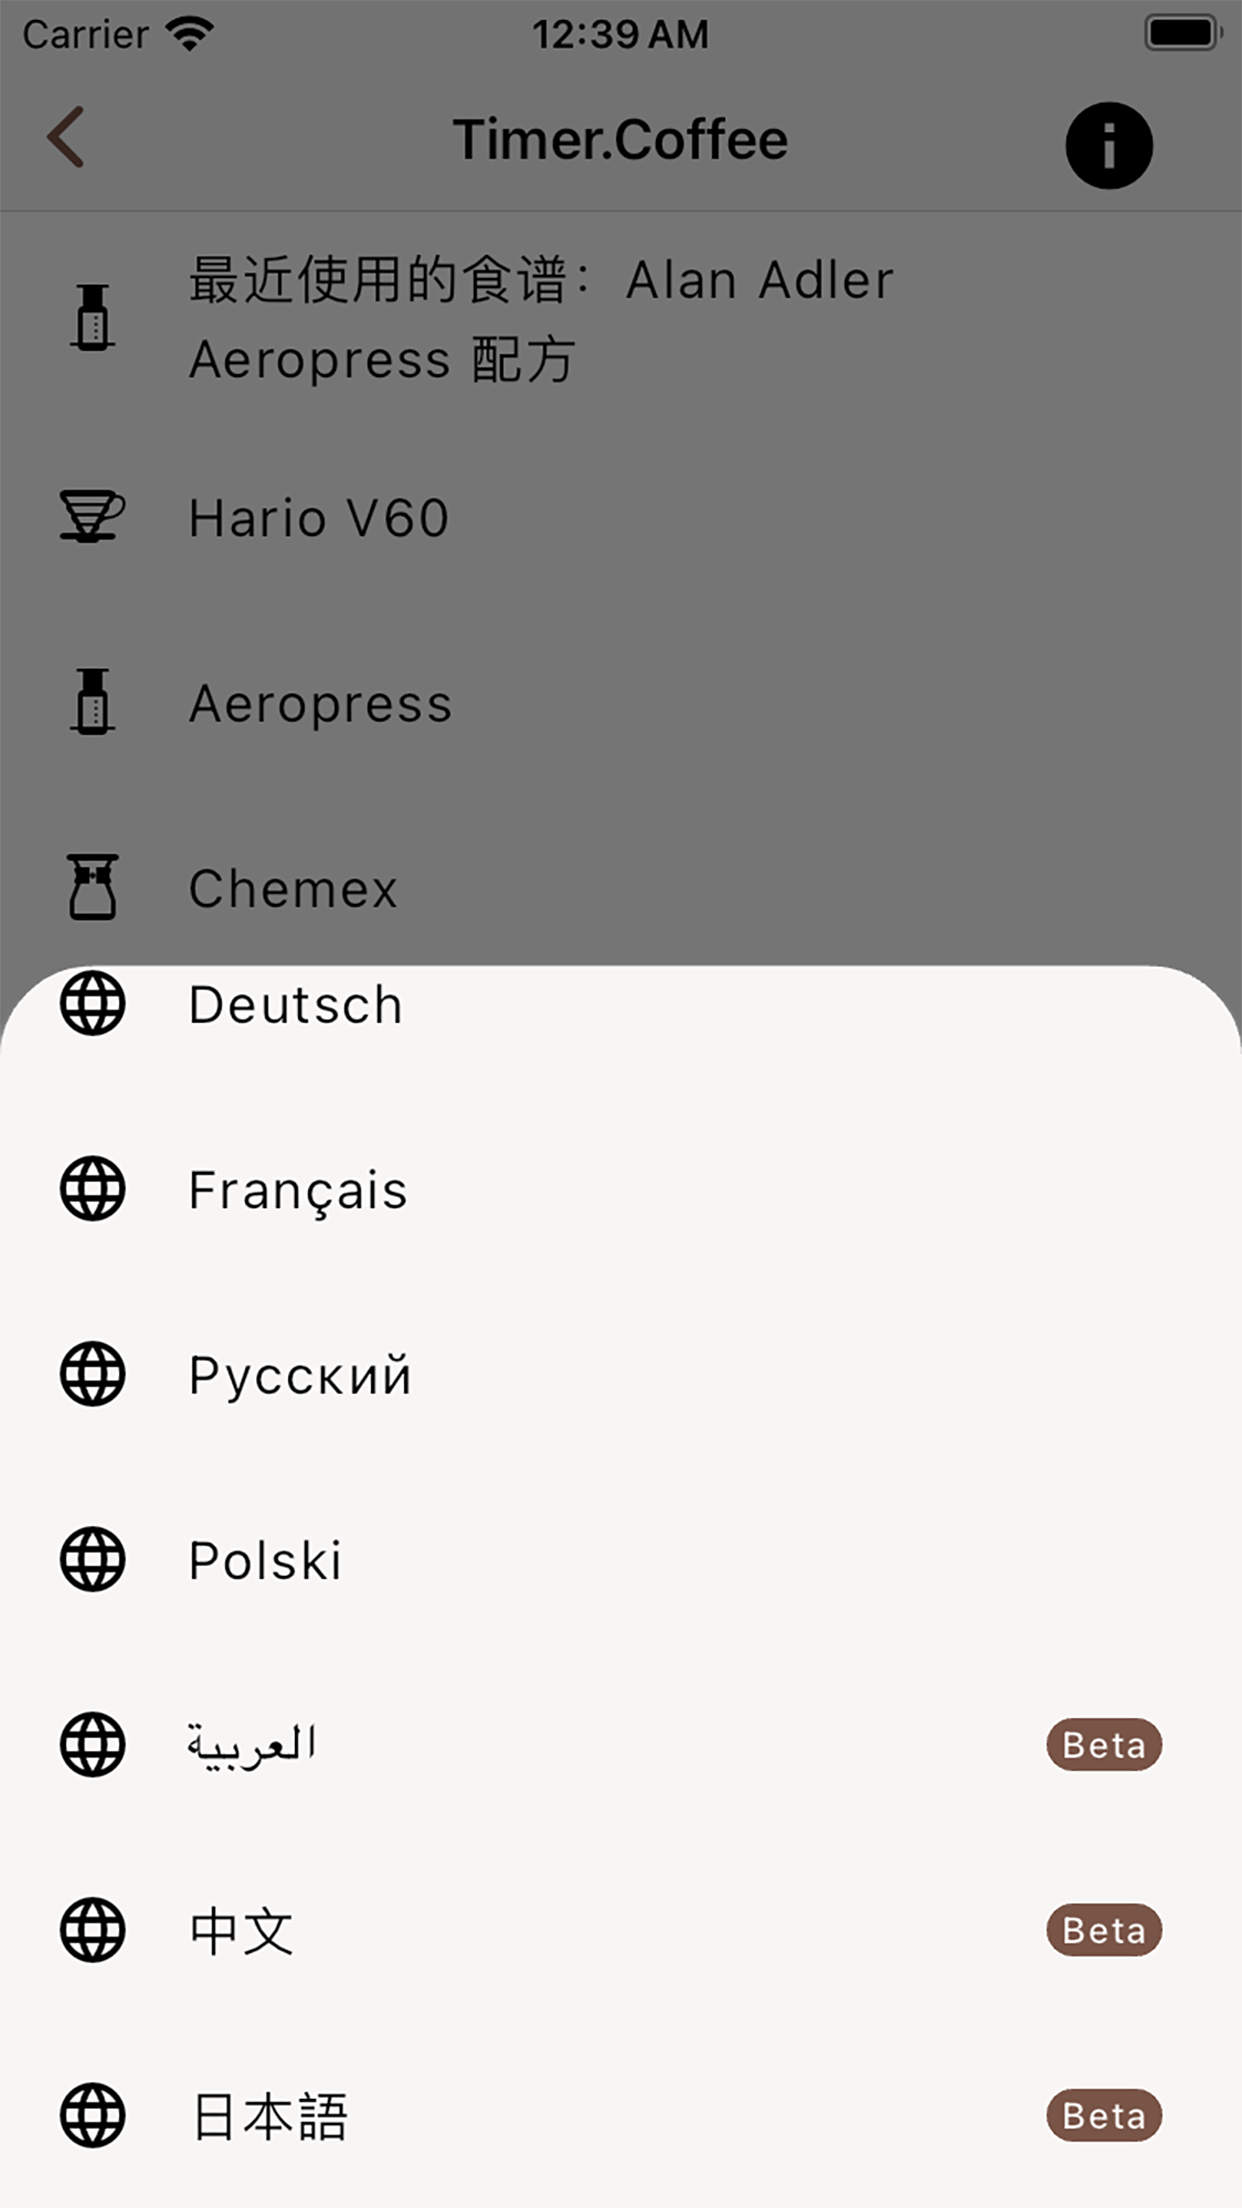 Carrier 12:39 AM
Timer.Coffee
最近使用的食谱：Alan Adler
Aeropress 配方
Hario V60
Aeropress
Chemex
Deutsch
Français
Русский
Polski
العربية Beta
中文 Beta
日本語 Beta